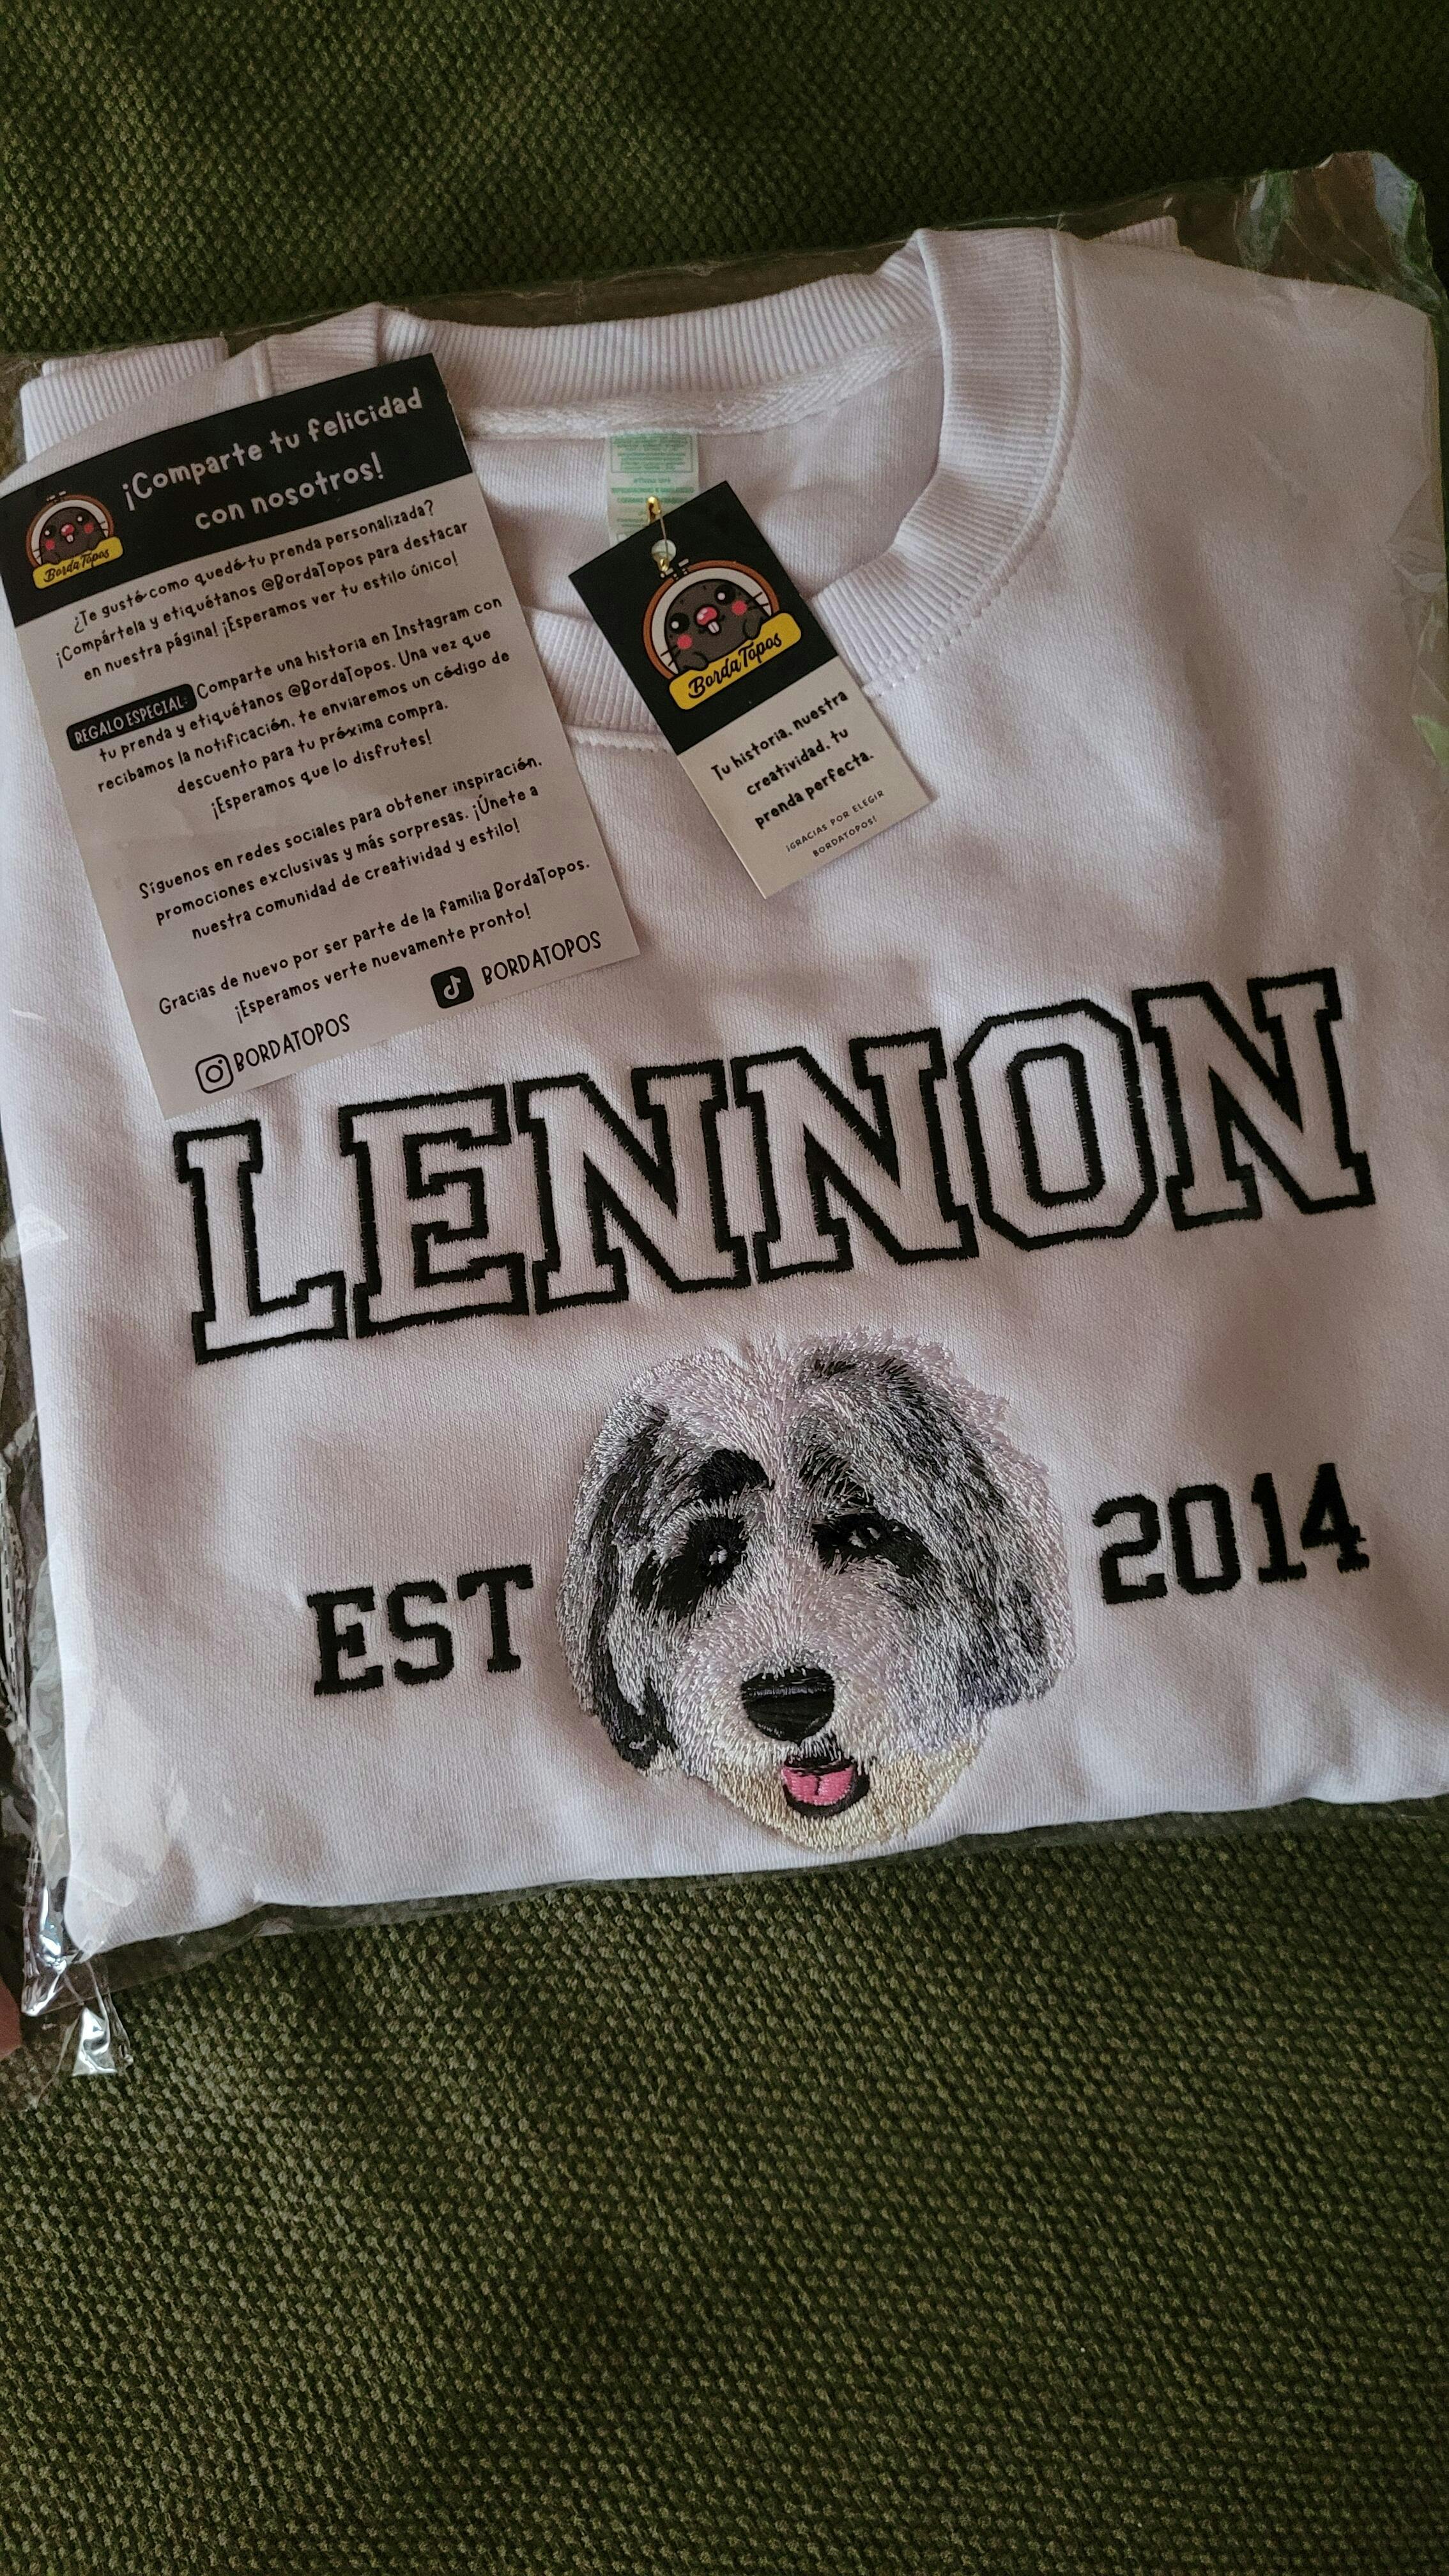 ¡Comparte tu felicidad
con nosotros!
BordaTopos
¿Te gustó como quedó tu prenda personalizada?
¡Compártela y etiquétanos @BordaTopos para destacar
en nuestra página! ¡Esperamos ver tu estilo único!
REGALO ESPECIAL: Comparte una historia en Instagram con
tu prenda y etiquétanos @BordaTopos. Una vez que
recibamos la notificación, te enviaremos un código de
descuento para tu próxima compra.
¡Esperamos que lo disfrutes!
Síguenos en redes sociales para obtener inspiración,
promociones exclusivas y más sorpresas. ¡Únete a
nuestra comunidad de creatividad y estilo!
Gracias de nuevo por ser parte de la familia BordaTopos.
¡Esperamos verte nuevamente pronto!
BORDATOPOS
BORDATOPOS
BordaTopos
Tu historia, nuestra
creatividad, tu
prenda perfecta.
¡GRACIAS POR ELEGIR
BORDATOPOS!
LENNON
EST 2014